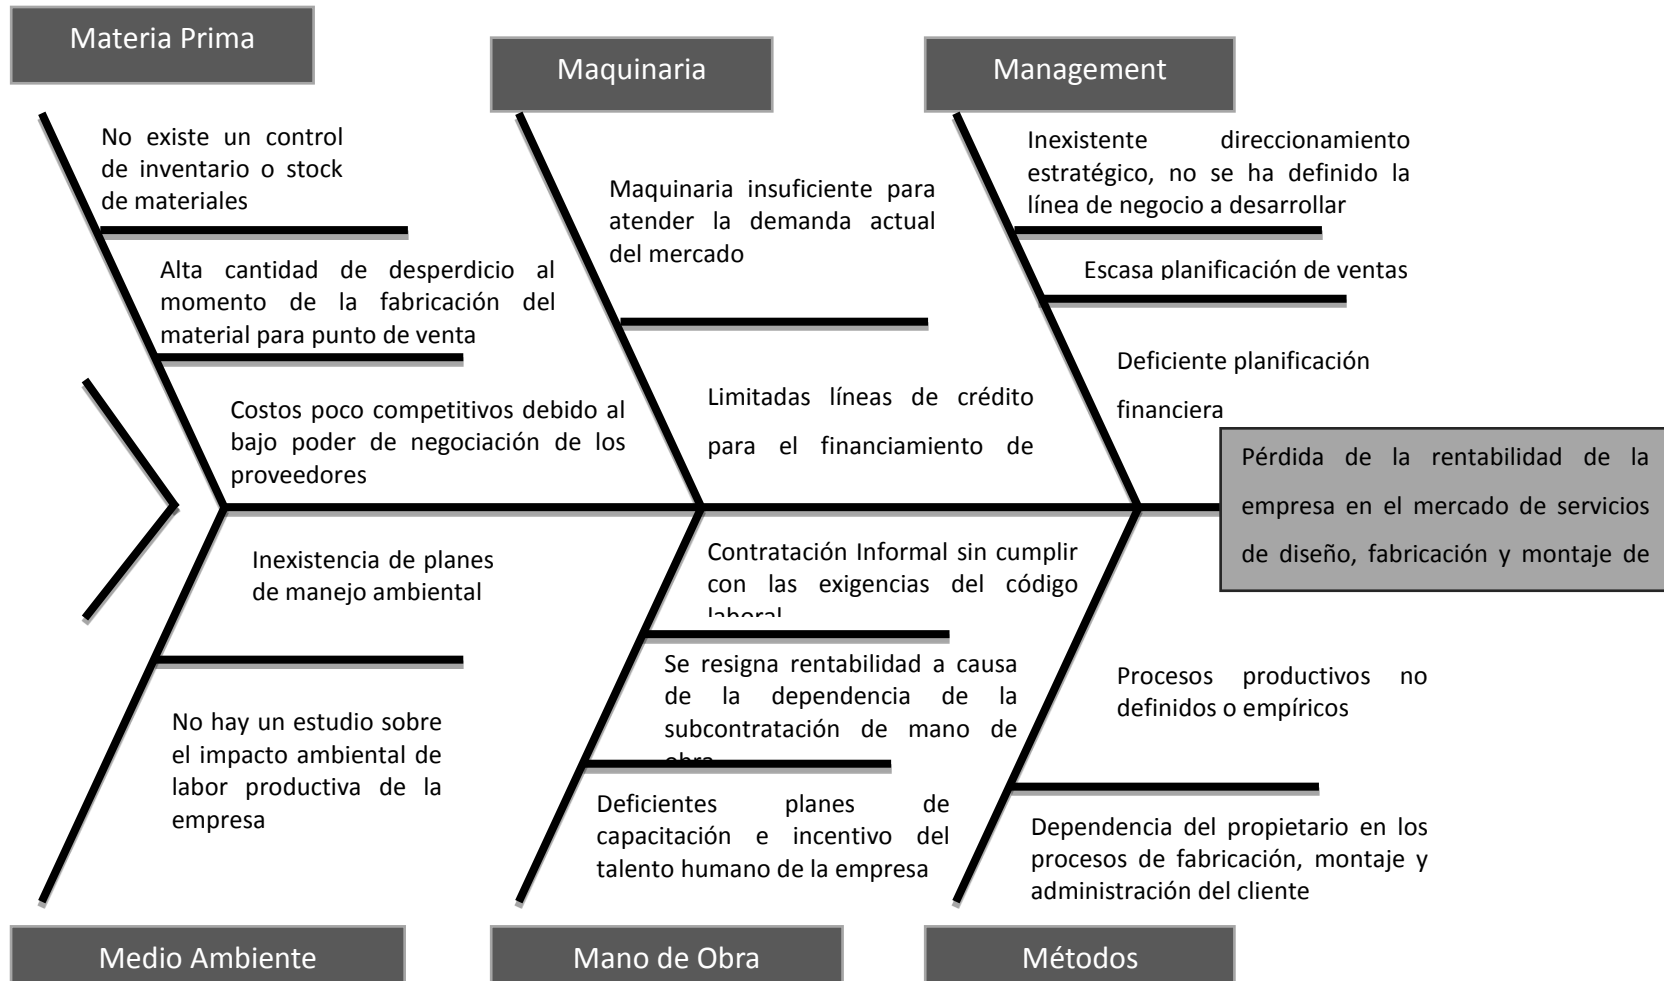 Materia Prima
Maquinaria
Management
No existe un control
de inventario o stock
de materiales
Alta cantidad de desperdicio al
momento de la fabricación del
material para punto de venta
Costos poco competitivos debido al
bajo poder de negociación de los
proveedores
Maquinaria insuficiente para
atender la demanda actual
del mercado
Limitadas líneas de crédito
para el financiamiento de
Inexistente direccionamiento
estratégico, no se ha definido la
línea de negocio a desarrollar
Escasa planificación de ventas
Deficiente planificación
financiera
Pérdida de la rentabilidad de la
empresa en el mercado de servicios
de diseño, fabricación y montaje de
Inexistencia de planes
de manejo ambiental
No hay un estudio sobre
el impacto ambiental de
labor productiva de la
empresa
Contratación Informal sin cumplir
con las exigencias del código
laboral
Se resigna rentabilidad a causa
de la dependencia de la
subcontratación de mano de
obra
Deficientes planes de
capacitación e incentivo del
talento humano de la empresa
Procesos productivos no
definidos o empíricos
Dependencia del propietario en los
procesos de fabricación, montaje y
administración del cliente
Medio Ambiente
Mano de Obra
Métodos